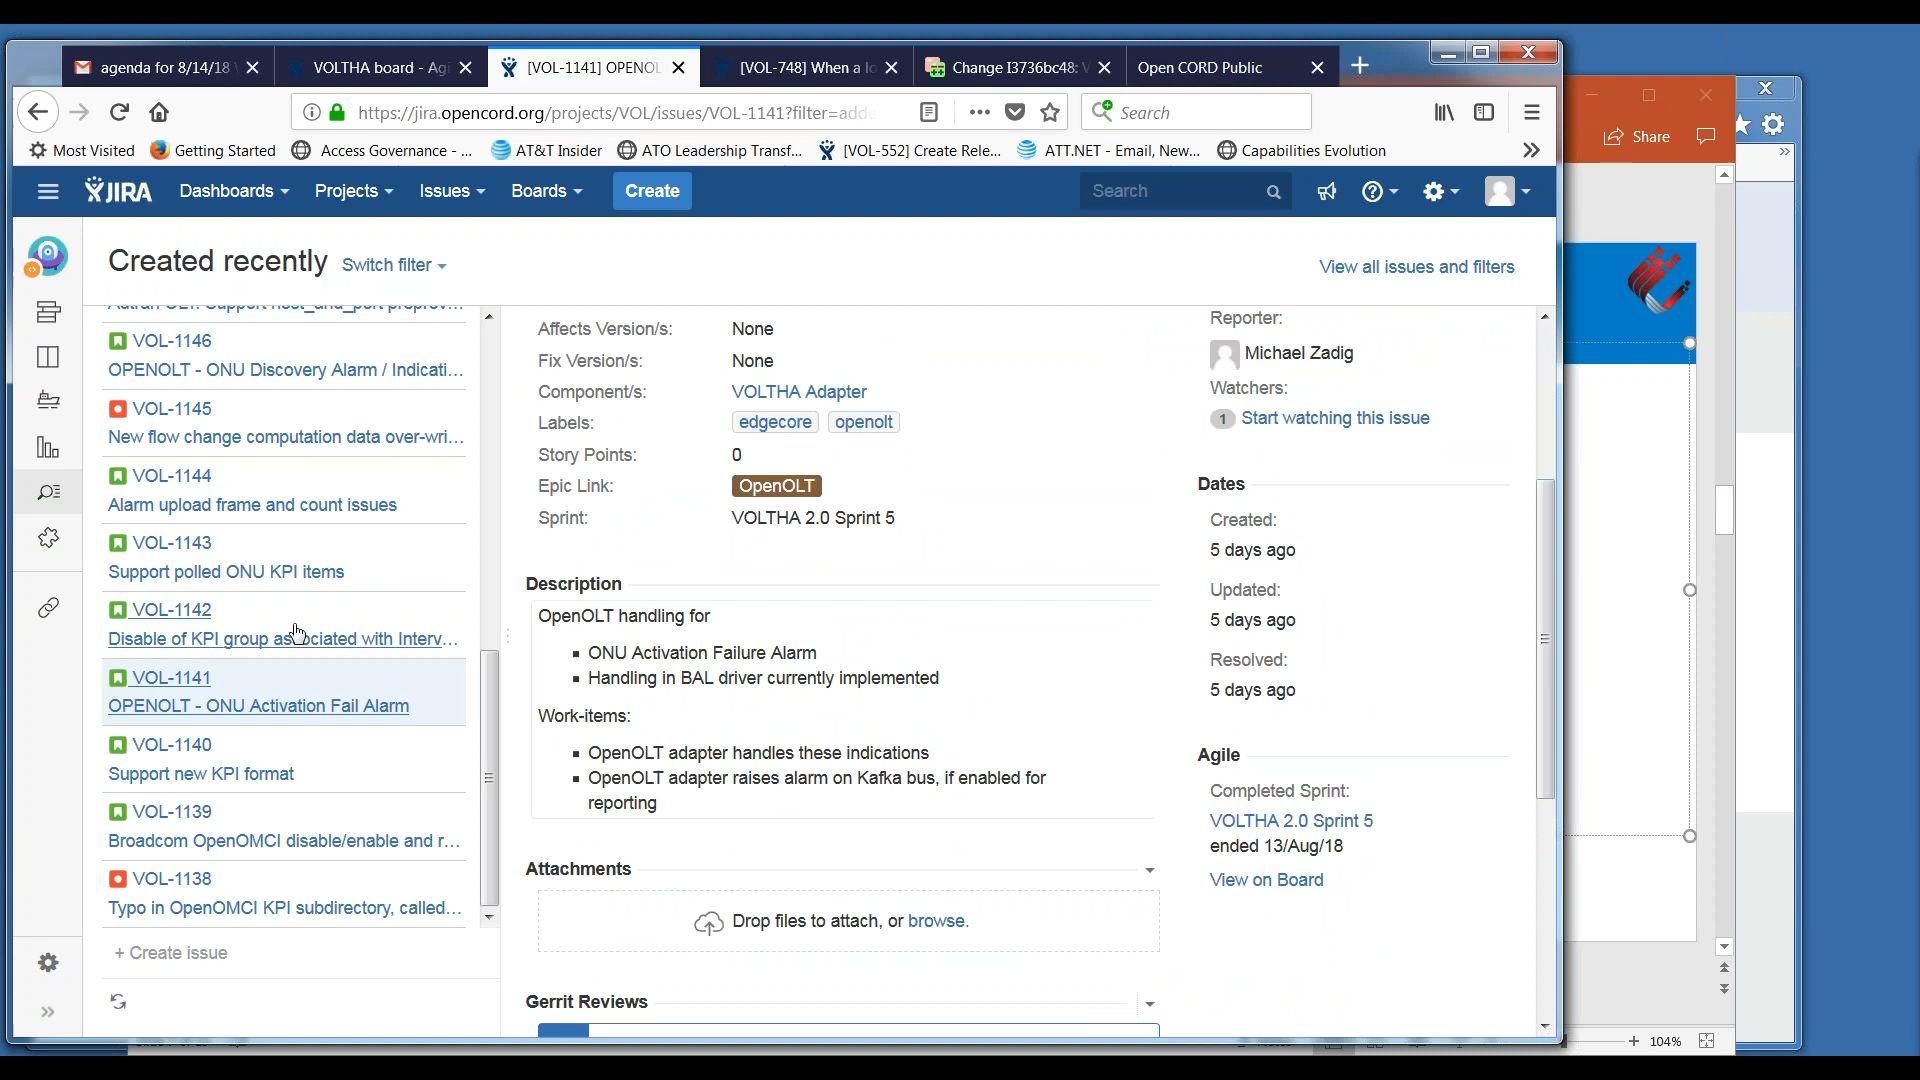 agenda for 8/14/18
VOLTHA board - Agi
[VOL-1141] OPENOL
[VOL-748] When a lo
Change I3736bc48: V
Open CORD Public
https://jira.opencord.org/projects/VOL/issues/VOL-1141?filter=adde
Search
Most Visited
Getting Started
Access Governance - ...
AT&T Insider
ATO Leadership Transf...
[VOL-552] Create Rele...
ATT.NET - Email, New...
Capabilities Evolution
JIRA
Dashboards
Projects
Issues
Boards
Create
Search
Share
Created recently
Switch filter
View all issues and filters
VOL-1146
OPENOLT - ONU Discovery Alarm / Indicati...
VOL-1145
New flow change computation data over-wri...
VOL-1144
Alarm upload frame and count issues
VOL-1143
Support polled ONU KPI items
VOL-1142
Disable of KPI group associated with Interv...
VOL-1141
OPENOLT - ONU Activation Fail Alarm
VOL-1140
Support new KPI format
VOL-1139
Broadcom OpenOMCI disable/enable and r...
VOL-1138
Typo in OpenOMCI KPI subdirectory, called...
+ Create issue
Affects Version/s: None
Fix Version/s: None
Component/s: VOLTHA Adapter
Labels: edgecore openolt
Story Points: 0
Epic Link: OpenOLT
Sprint: VOLTHA 2.0 Sprint 5
Description
OpenOLT handling for
▪ ONU Activation Failure Alarm
▪ Handling in BAL driver currently implemented
Work-items:
▪ OpenOLT adapter handles these indications
▪ OpenOLT adapter raises alarm on Kafka bus, if enabled for
reporting
Attachments
Drop files to attach, or browse.
Gerrit Reviews
Reporter:
Michael Zadig
Watchers:
1 Start watching this issue
Dates
Created:
5 days ago
Updated:
5 days ago
Resolved:
5 days ago
Agile
Completed Sprint:
VOLTHA 2.0 Sprint 5
ended 13/Aug/18
View on Board
104%